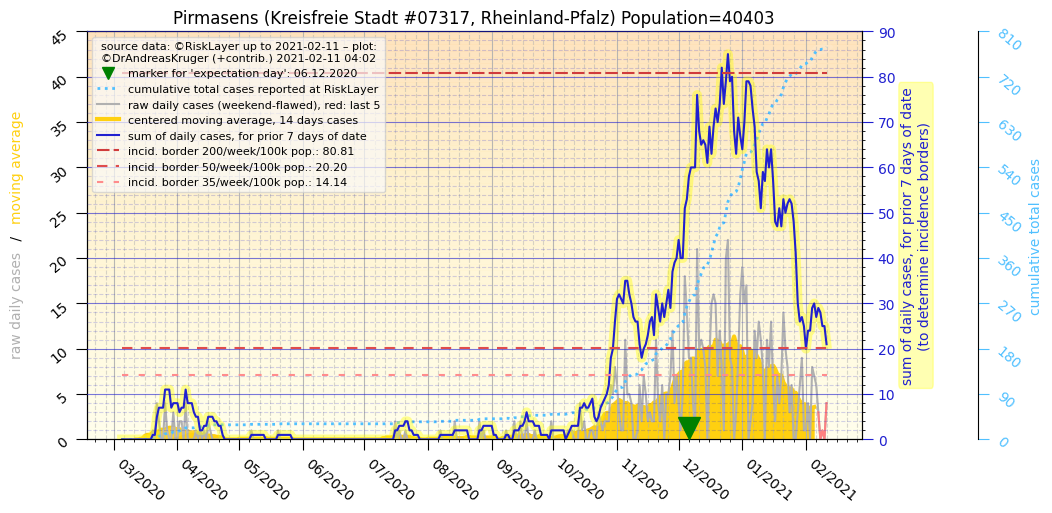 Pirmasens (Kreisfreie Stadt #07317, Rheinland-Pfalz) Population=40403
source data: ©RiskLayer up to 2021-02-11 – plot:
©DrAndreasKruger (+contrib.) 2021-02-11 04:02
marker for 'expectation day': 06.12.2020
cumulative total cases reported at RiskLayer
raw daily cases (weekend-flawed), red: last 5
centered moving average, 14 days cases
sum of daily cases, for prior 7 days of date
incid. border 200/week/100k pop.: 80.81
incid. border 50/week/100k pop.: 20.20
incid. border 35/week/100k pop.: 14.14
raw daily cases / moving average
45
40
35
30
25
20
15
10
5
0
03/2020
04/2020
05/2020
06/2020
07/2020
08/2020
09/2020
10/2020
11/2020
12/2020
01/2021
02/2021
90
80
70
60
50
40
30
20
10
0
sum of daily cases, for prior 7 days of date
(to determine incidence borders)
810
720
630
540
450
360
270
180
90
0
cumulative total cases